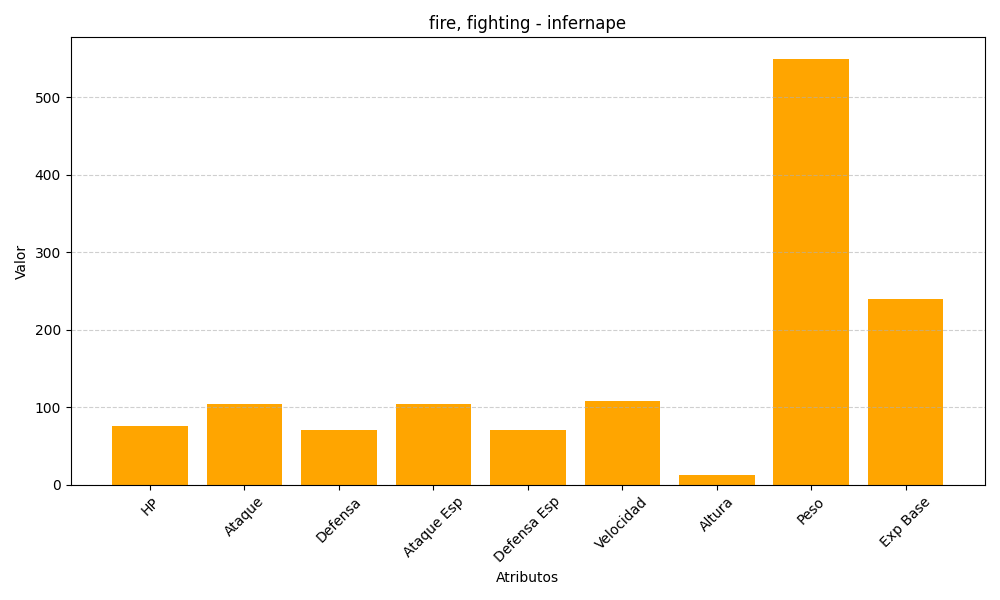 fire, fighting - infernape
500
400
300
200
100
0
Valor
HP
Ataque
Defensa
Ataque Esp
Defensa Esp
Velocidad
Altura
Peso
Exp Base
Atributos